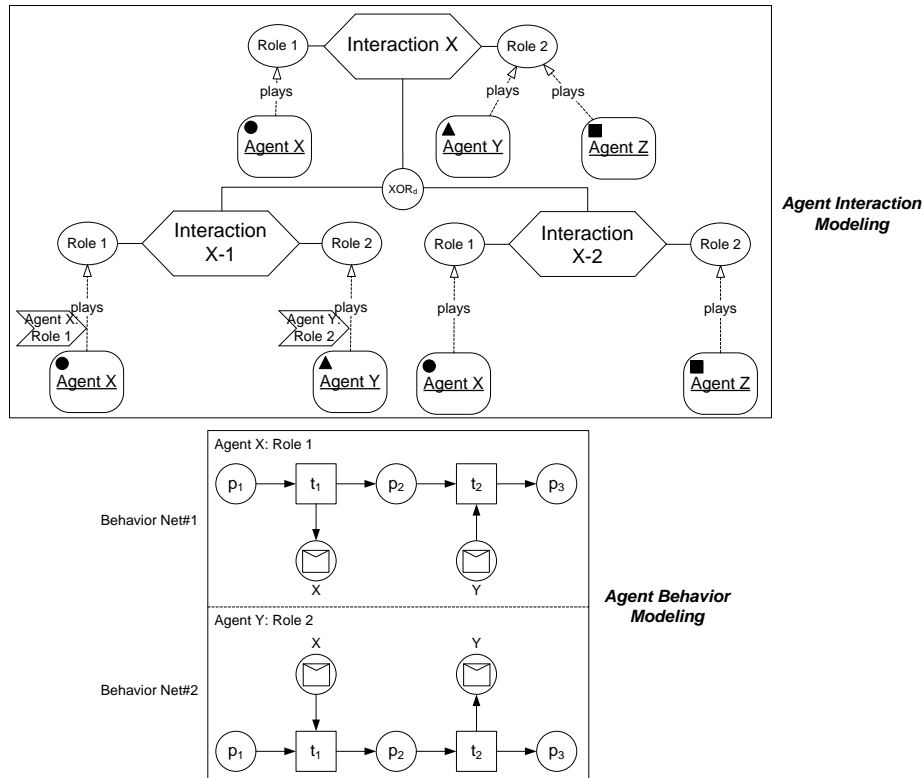 Role 1
Interaction X
Role 2
plays
plays
plays
Agent X
Agent Y
Agent Z
XORd
Role 1
Interaction
X-1
Role 2
Role 1
Interaction
X-2
Role 2
Agent Interaction
Modeling
plays
plays
plays
plays
Agent X:
Role 1
Agent Y:
Role 2
Agent X
Agent Y
Agent X
Agent Z
Agent X: Role 1
p1
t1
p2
t2
p3
Behavior Net#1
X
Y
Agent Behavior
Modeling
Agent Y: Role 2
X
Y
Behavior Net#2
p1
t1
p2
t2
p3